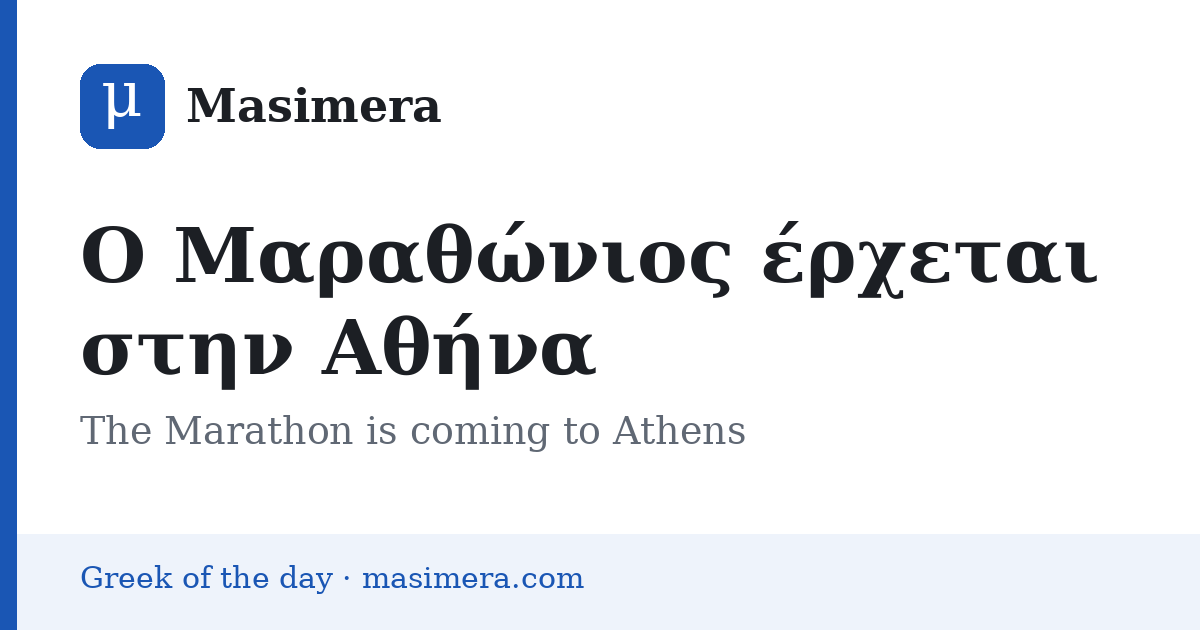 μ Masimera
Ο Μαραθώνιος έρχεται
στην Αθήνα
The Marathon is coming to Athens
Greek of the day · masimera.com